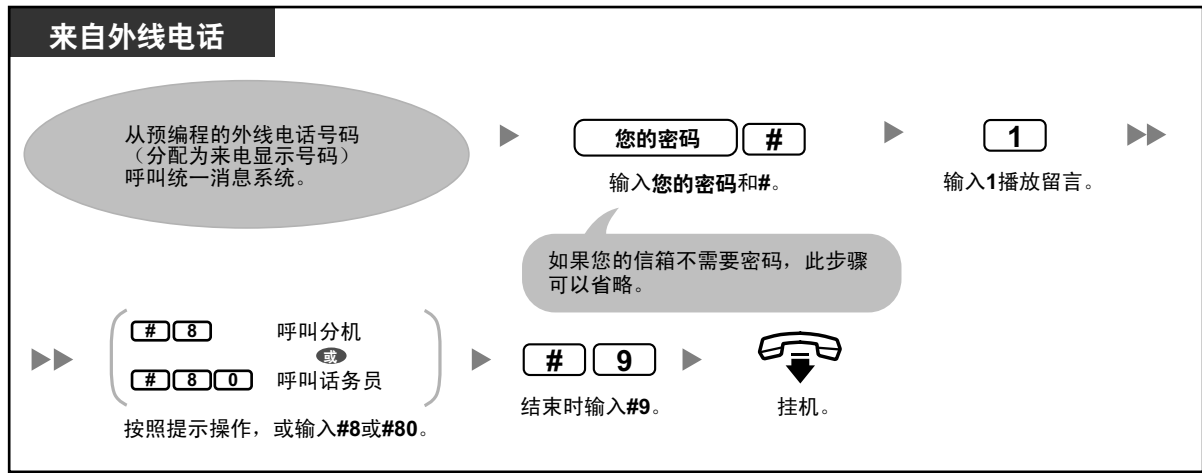 来自外线电话
从预编程的外线电话号码
（分配为来电显示号码）
呼叫统一消息系统。
您的密码 #
输入您的密码和#。
1
输入1播放留言。
如果您的信箱不需要密码，此步骤
可以省略。
# 8 呼叫分机
或
# 8 0 呼叫话务员
按照提示操作，或输入#8或#80。
# 9
结束时输入#9。
挂机。